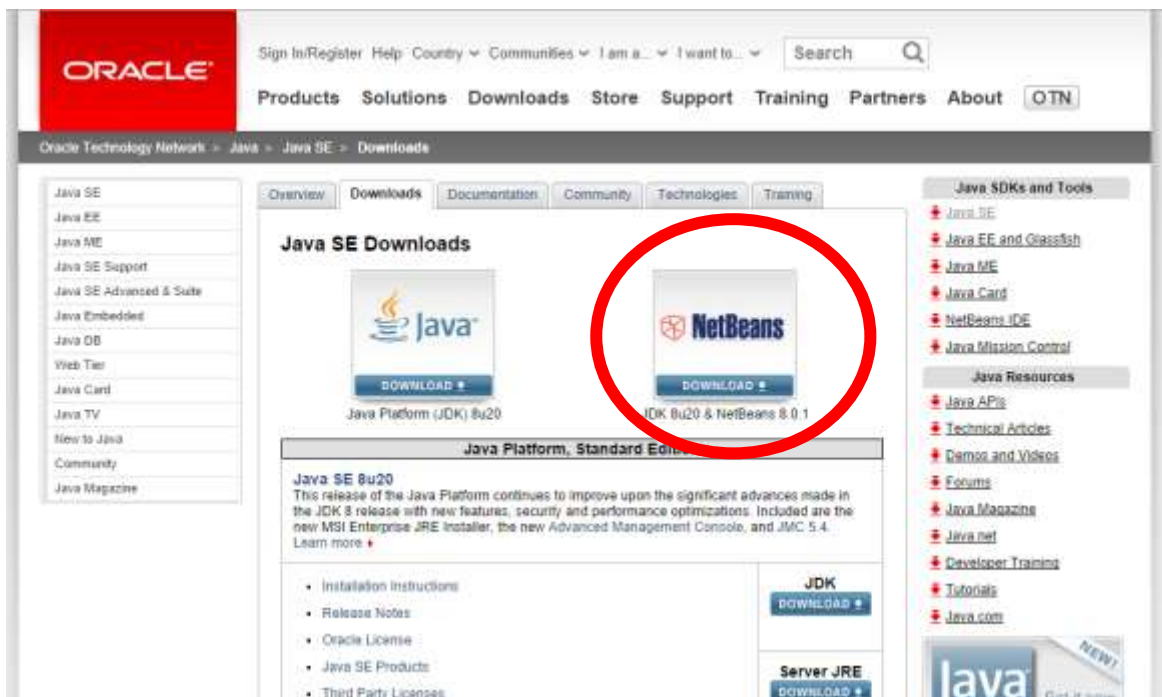 ORACLE
Sign In/Register Help Country Communities I am a... I want to... Search
Products Solutions Downloads Store Support Training Partners About OTN
Oracle Technology Network > Java > Java SE > Downloads
Java SE
Java EE
Java ME
Java SE Support
Java SE Advanced & Suite
Java Embedded
Java DB
Web Tier
Java Card
Java TV
New to Java
Community
Java Magazine
Overview Downloads Documentation Community Technologies Training
Java SE Downloads
Java
NetBeans
DOWNLOAD
DOWNLOAD
Java Platform (JDK) 8u20
JDK 8u20 & NetBeans 8.0.1
Java Platform, Standard
Java SE 8u20
This release of the Java Platform continues to improve upon the significant advances made in
the JDK 8 release with new features, security and performance optimizations. Included are the
new MSI Enterprise JRE Installer, the new Advanced Management Console, and JMC 5.4.
Learn more
• Installation Instructions
• Release Notes
• Oracle License
• Java SE Products
• Third Party Licenses
JDK
DOWNLOAD
Server JRE
DOWNLOAD
Java SDKs and Tools
Java SE
Java EE and Glassfish
Java ME
Java Card
NetBeans IDE
Java Mission Control
Java Resources
Java APIs
Technical Articles
Demos and Videos
Forums
Java Magazine
Java.net
Developer Training
Tutorials
Java.com
NEW!
Java